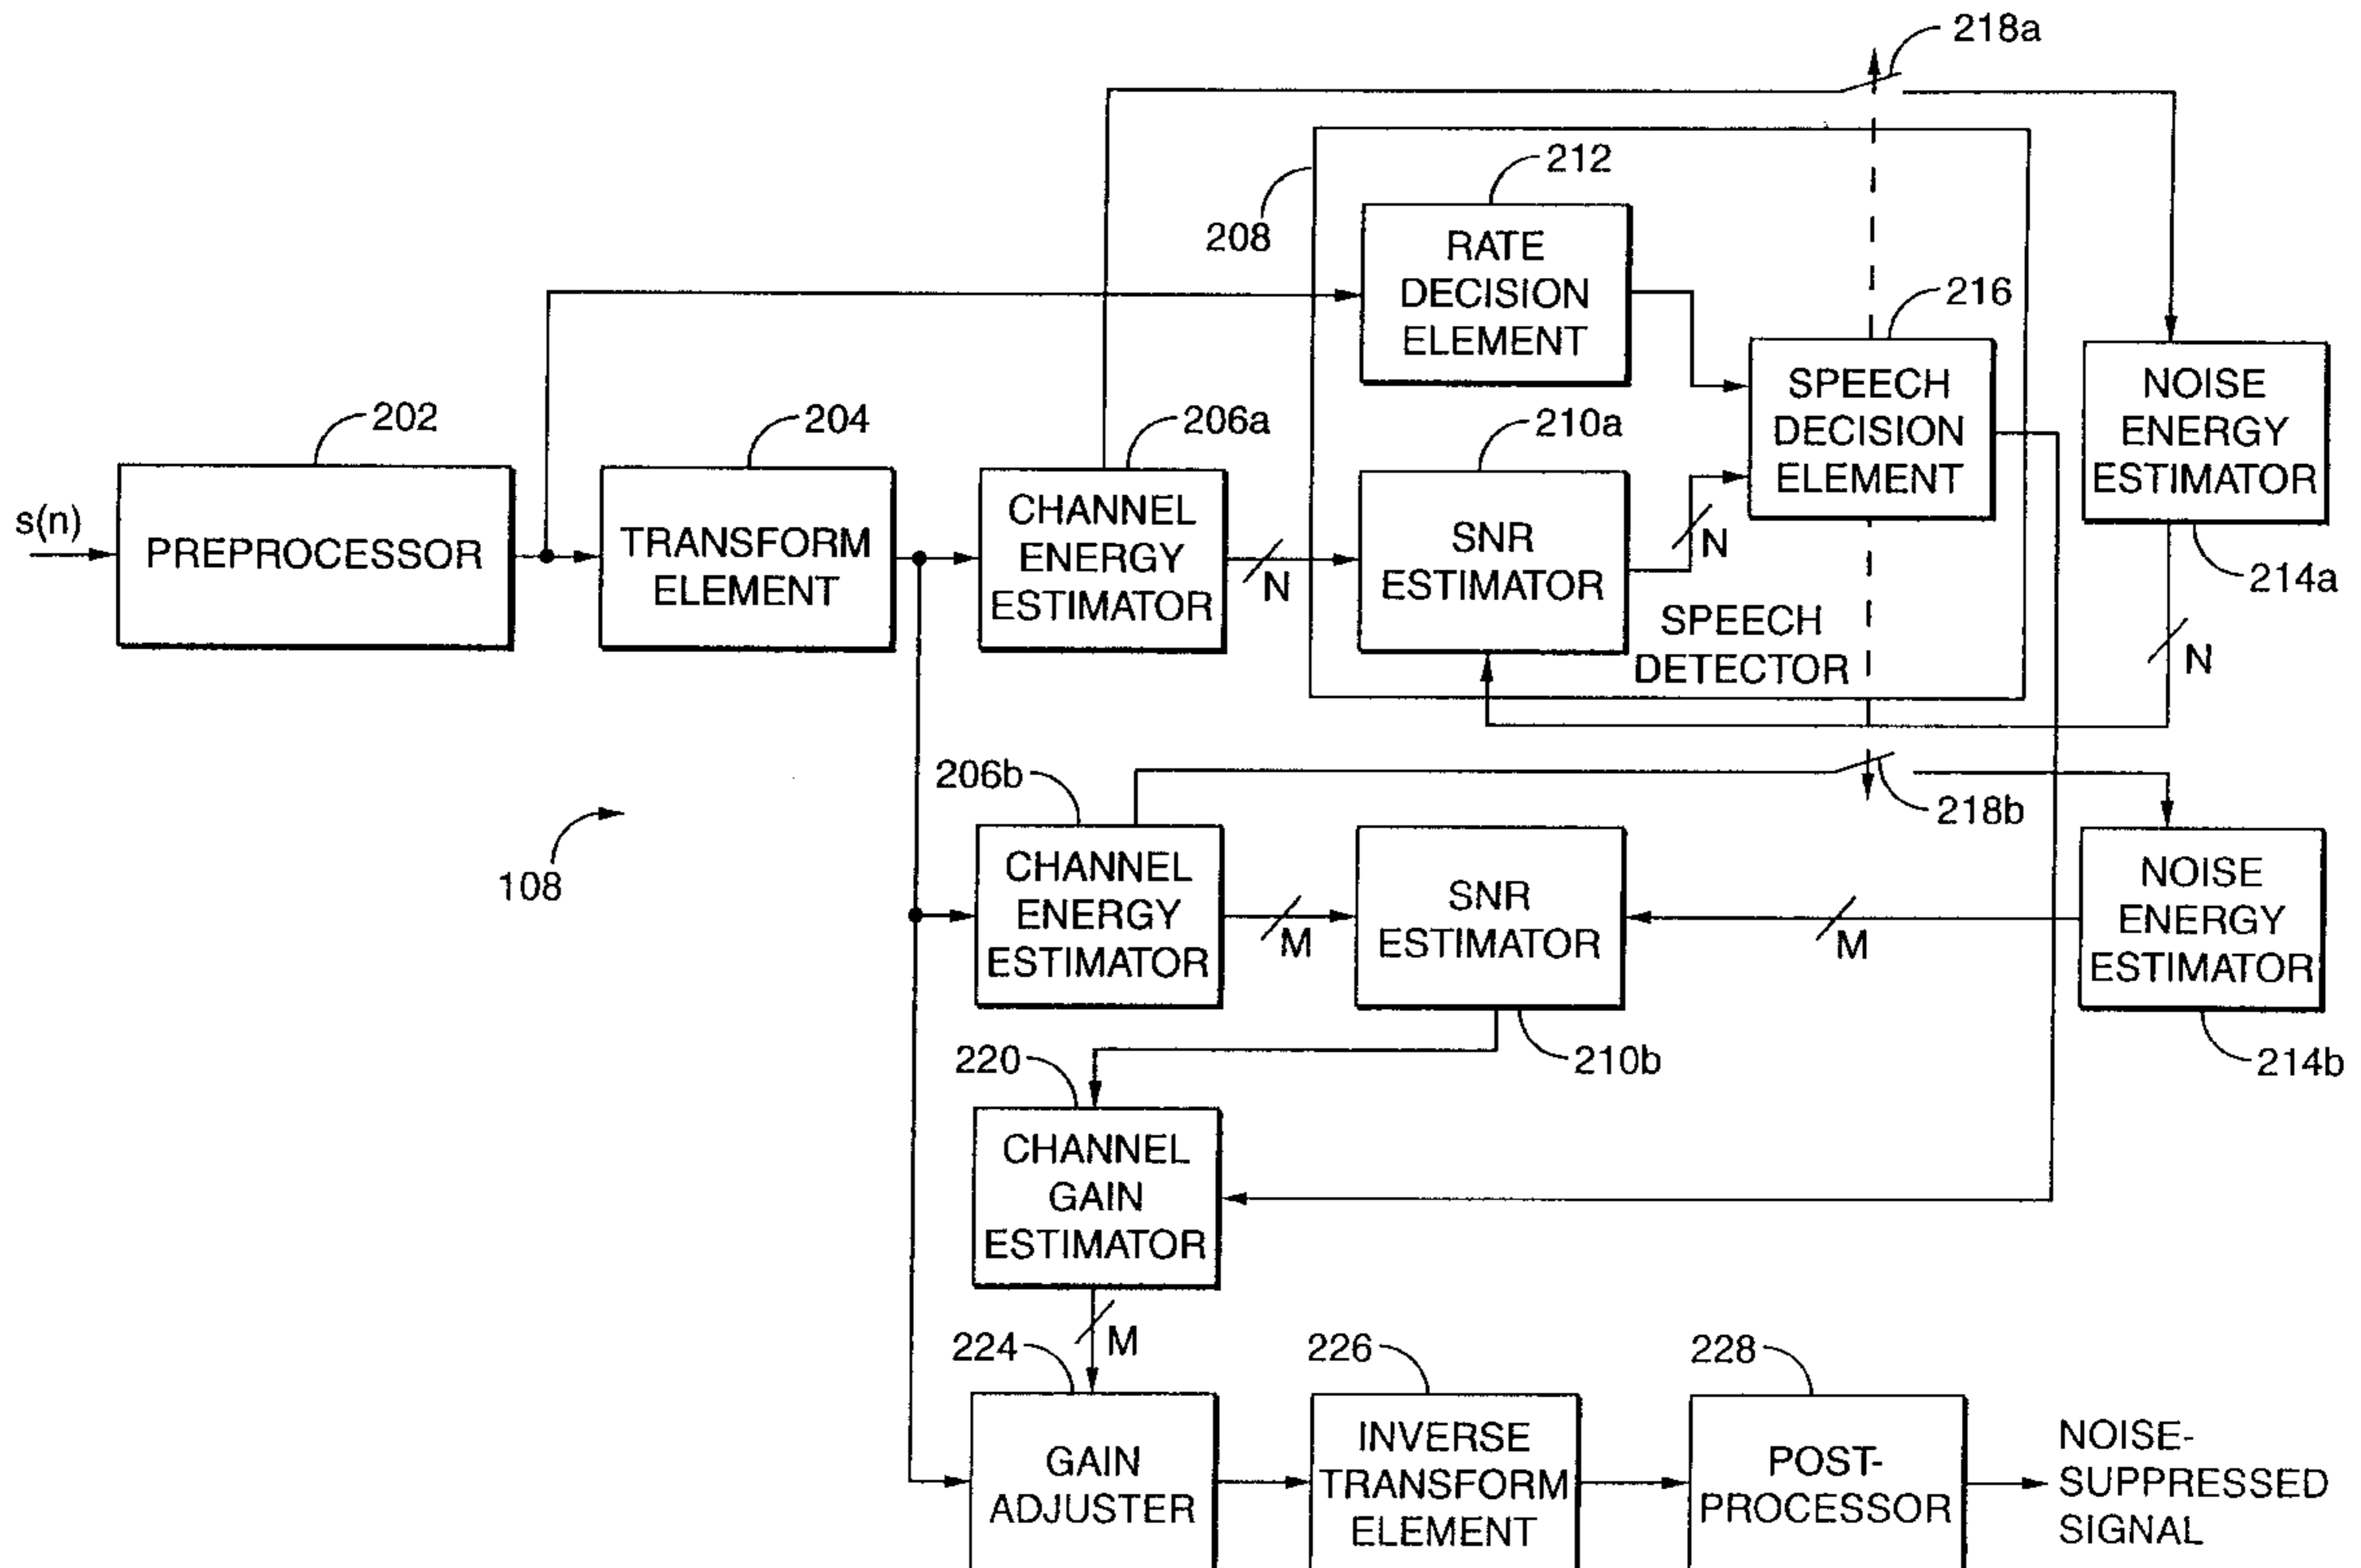 218a
212
208
RATE
DECISION
ELEMENT
216
202
204
206a
210a
SPEECH
DECISION
ELEMENT
NOISE
ENERGY
ESTIMATOR
s(n)
PREPROCESSOR
TRANSFORM
ELEMENT
CHANNEL
ENERGY
ESTIMATOR
N
SNR
ESTIMATOR
N
214a
SPEECH
DETECTOR
N
206b
218b
108
CHANNEL
ENERGY
ESTIMATOR
M
SNR
ESTIMATOR
M
NOISE
ENERGY
ESTIMATOR
220
210b
214b
CHANNEL
GAIN
ESTIMATOR
M
224
226
228
GAIN
ADJUSTER
INVERSE
TRANSFORM
ELEMENT
POST-
PROCESSOR
NOISE-
SUPPRESSED
SIGNAL